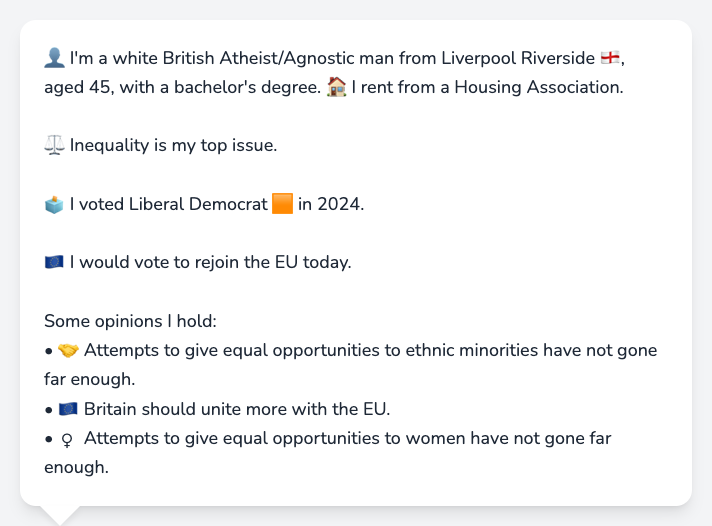 👤 I'm a white British Atheist/Agnostic man from Liverpool Riverside 🏴󠁧󠁢󠁥󠁮󠁧󠁿,
aged 45, with a bachelor's degree. 🏠 I rent from a Housing Association.
⚖️ Inequality is my top issue.
🗳️ I voted Liberal Democrat 🟧 in 2024.
🇪🇺 I would vote to rejoin the EU today.
Some opinions I hold:
• 🤝 Attempts to give equal opportunities to ethnic minorities have not gone
far enough.
• 🇪🇺 Britain should unite more with the EU.
• ♀ Attempts to give equal opportunities to women have not gone far
enough.